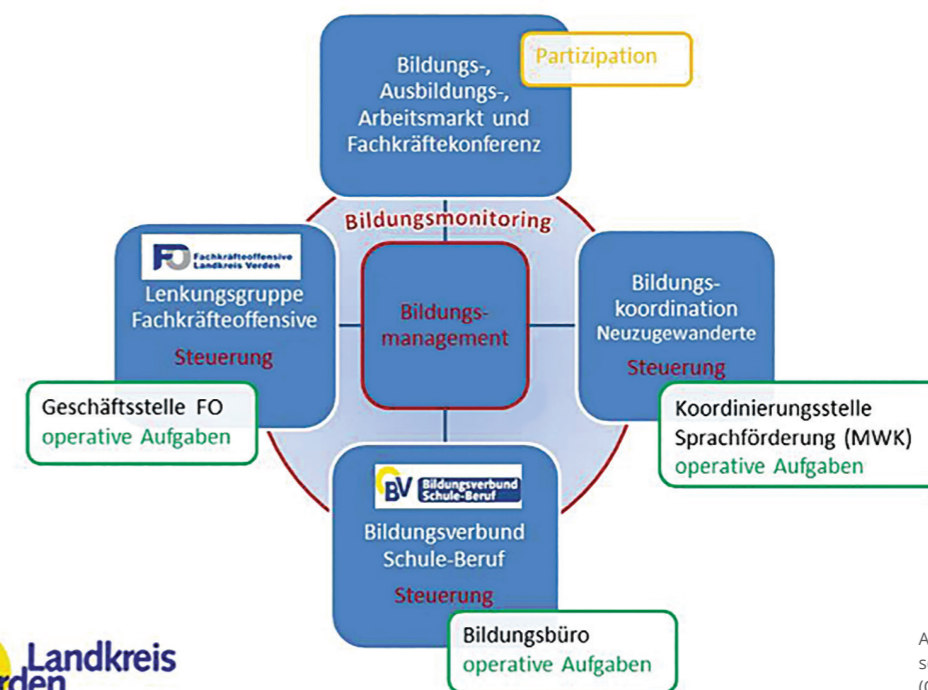 Bildungs-,
Ausbildungs-,
Arbeitsmarkt und
Fachkräftekonferenz
Partizipation
Bildungsmonitoring
FO Fachkräfteoffensive
Landkreis Verden
Lenkungsgruppe
Fachkräfteoffensive
Steuerung
Geschäftsstelle FO
operative Aufgaben
Bildungs-
management
Bildungs-
koordination
Neuzugewanderte
Steuerung
Koordinierungsstelle
Sprachförderung (MWK)
operative Aufgaben
BV Bildungsverbund
Schule-Beruf
Bildungsverbund
Schule-Beruf
Steuerung
Bildungsbüro
operative Aufgaben
Landkreis